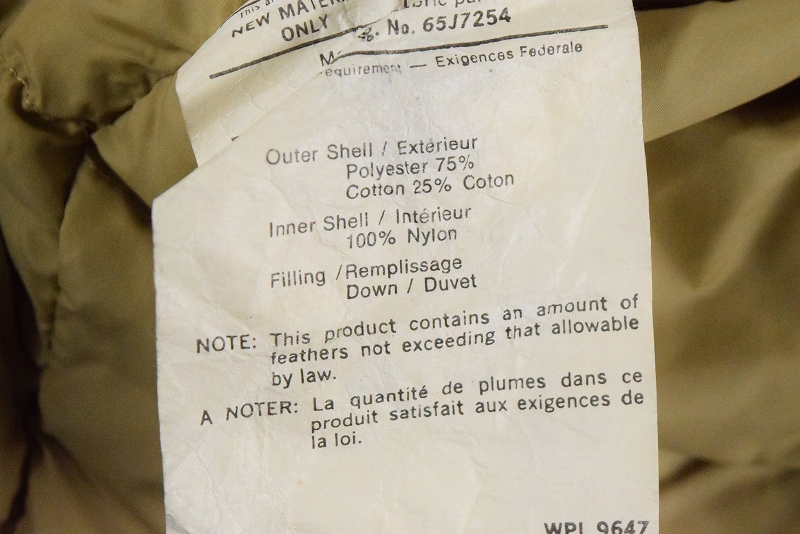 NEW MATERI
ONLY
g. No. 65J7254
equirement — Exigences Federale
Outer Shell / Extérieur
Polyester 75%
Cotton 25% Coton
Inner Shell / Intérieur
100% Nylon
Filling / Remplissage
Down / Duvet
NOTE: This product contains an amount of
feathers not exceeding that allowable
by law.
A NOTER: La quantité de plumes dans ce
produit satisfait aux exigences de
la loi.
WPL 9647